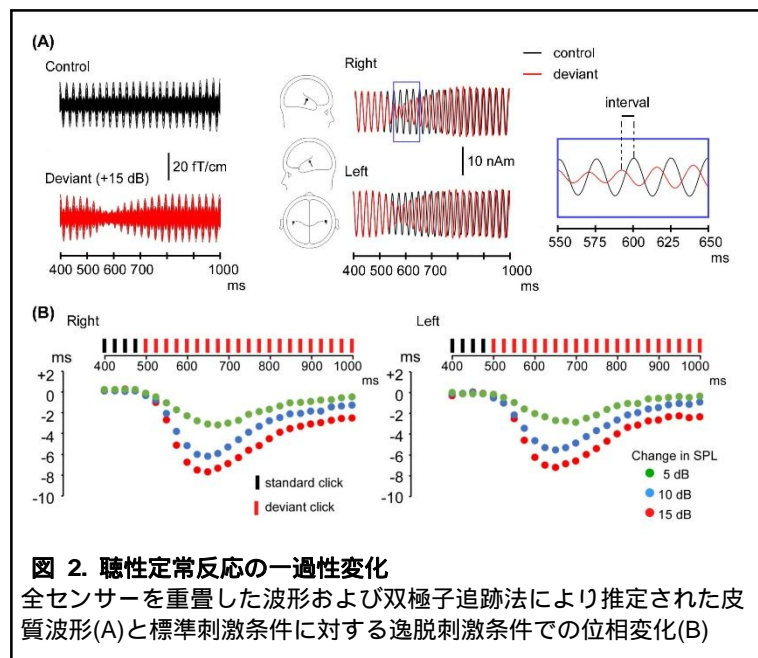 (A)
Control
Right
control
deviant
interval
20 fT/cm
Deviant (+15 dB)
10 nAm
Left
400 500 600 700 1000
ms
400 500 600 700 1000
ms
550 575 600 625 650
ms
(B)
Right
Left
ms
400 500 600 700 800 900 1000
ms
400 500 600 700 800 900 1000
ms
+2
0
-2
-4
-6
-8
-10
standard click
deviant click
+2
0
-2
-4
-6
-8
-10
Change in SPL
5 dB
10 dB
15 dB
図 2. 聴性定常反応の一過性変化
全センサーを重畳した波形および双極子追跡法により推定された皮
質波形(A)と標準刺激条件に対する逸脱刺激条件での位相変化(B)